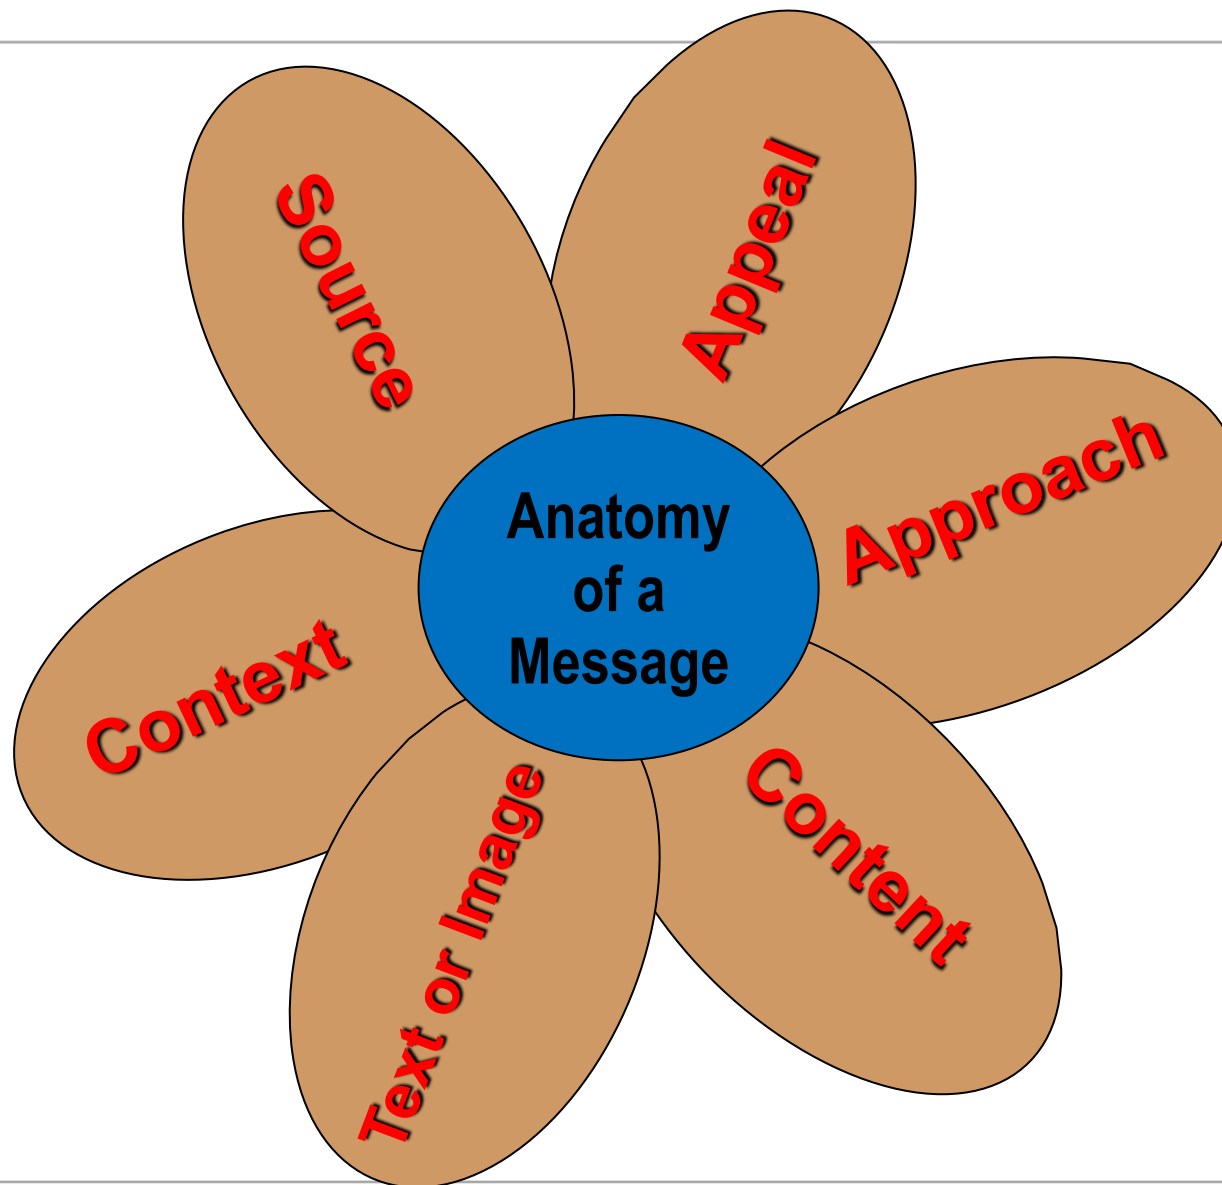 Source
Appeal
Approach
Anatomy
of a
Message
Context
Text or Image
Content